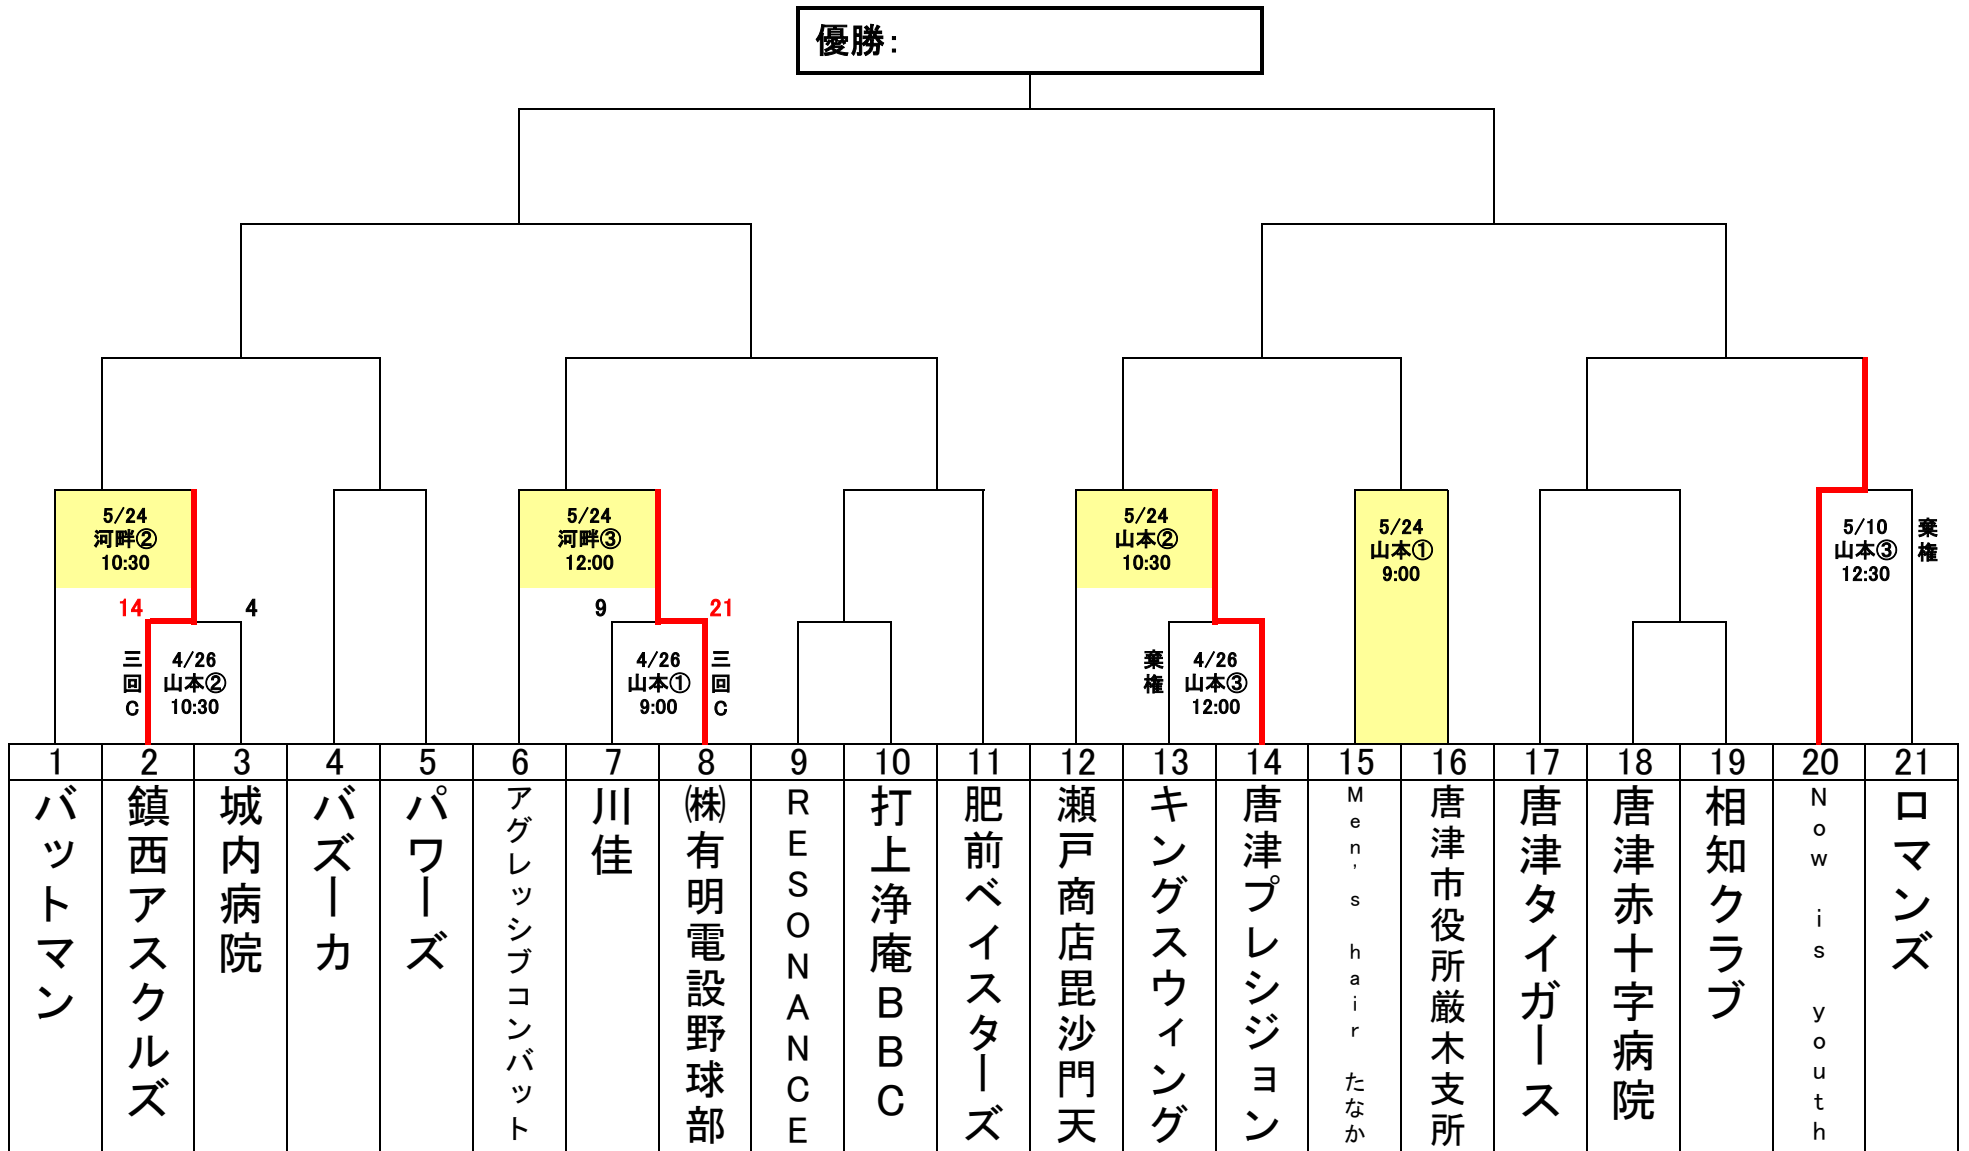 優勝：
5/24
河畔②
10:30
5/24
河畔③
12:00
5/24
山本②
10:30
5/24
山本①
9:00
5/10
山本③
12:30
棄権
14
4
9
21
三回C
4/26
山本②
10:30
4/26
山本①
9:00
三回C
棄権
4/26
山本③
12:00
1 2 3 4 5 6 7 8 9 10 11 12 13 14 15 16 17 18 19 20 21
バットマン
鎮西アスクルズ
城内病院
バズーカ
パワーズ
アグレッシブコンバット
川佳
㈱有明電設野球部
RESONANCE
打上浄庵BBC
肥前ベイスターズ
瀬戸商店毘沙門天
キングスウィング
唐津プレシジョン
Men's hair たなか
唐津市役所厳木支所
唐津タイガース
唐津赤十字病院
相知クラブ
Now is youth
ロマンズ